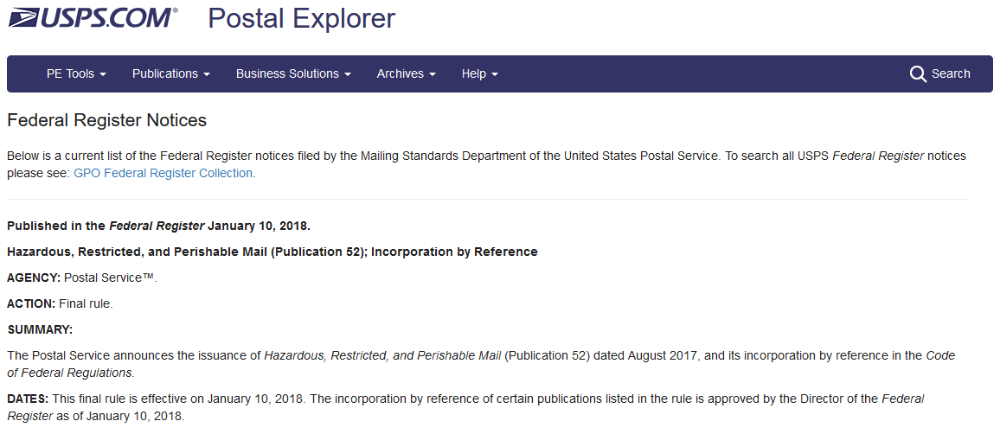 USPS.COM® Postal Explorer
PE Tools Publications Business Solutions Archives Help Search
Federal Register Notices
Below is a current list of the Federal Register notices filed by the Mailing Standards Department of the United States Postal Service. To search all USPS Federal Register notices
please see: GPO Federal Register Collection.
Published in the Federal Register January 10, 2018.
Hazardous, Restricted, and Perishable Mail (Publication 52); Incorporation by Reference
AGENCY: Postal Service™.
ACTION: Final rule.
SUMMARY:
The Postal Service announces the issuance of Hazardous, Restricted, and Perishable Mail (Publication 52) dated August 2017, and its incorporation by reference in the Code
of Federal Regulations.
DATES: This final rule is effective on January 10, 2018. The incorporation by reference of certain publications listed in the rule is approved by the Director of the Federal
Register as of January 10, 2018.